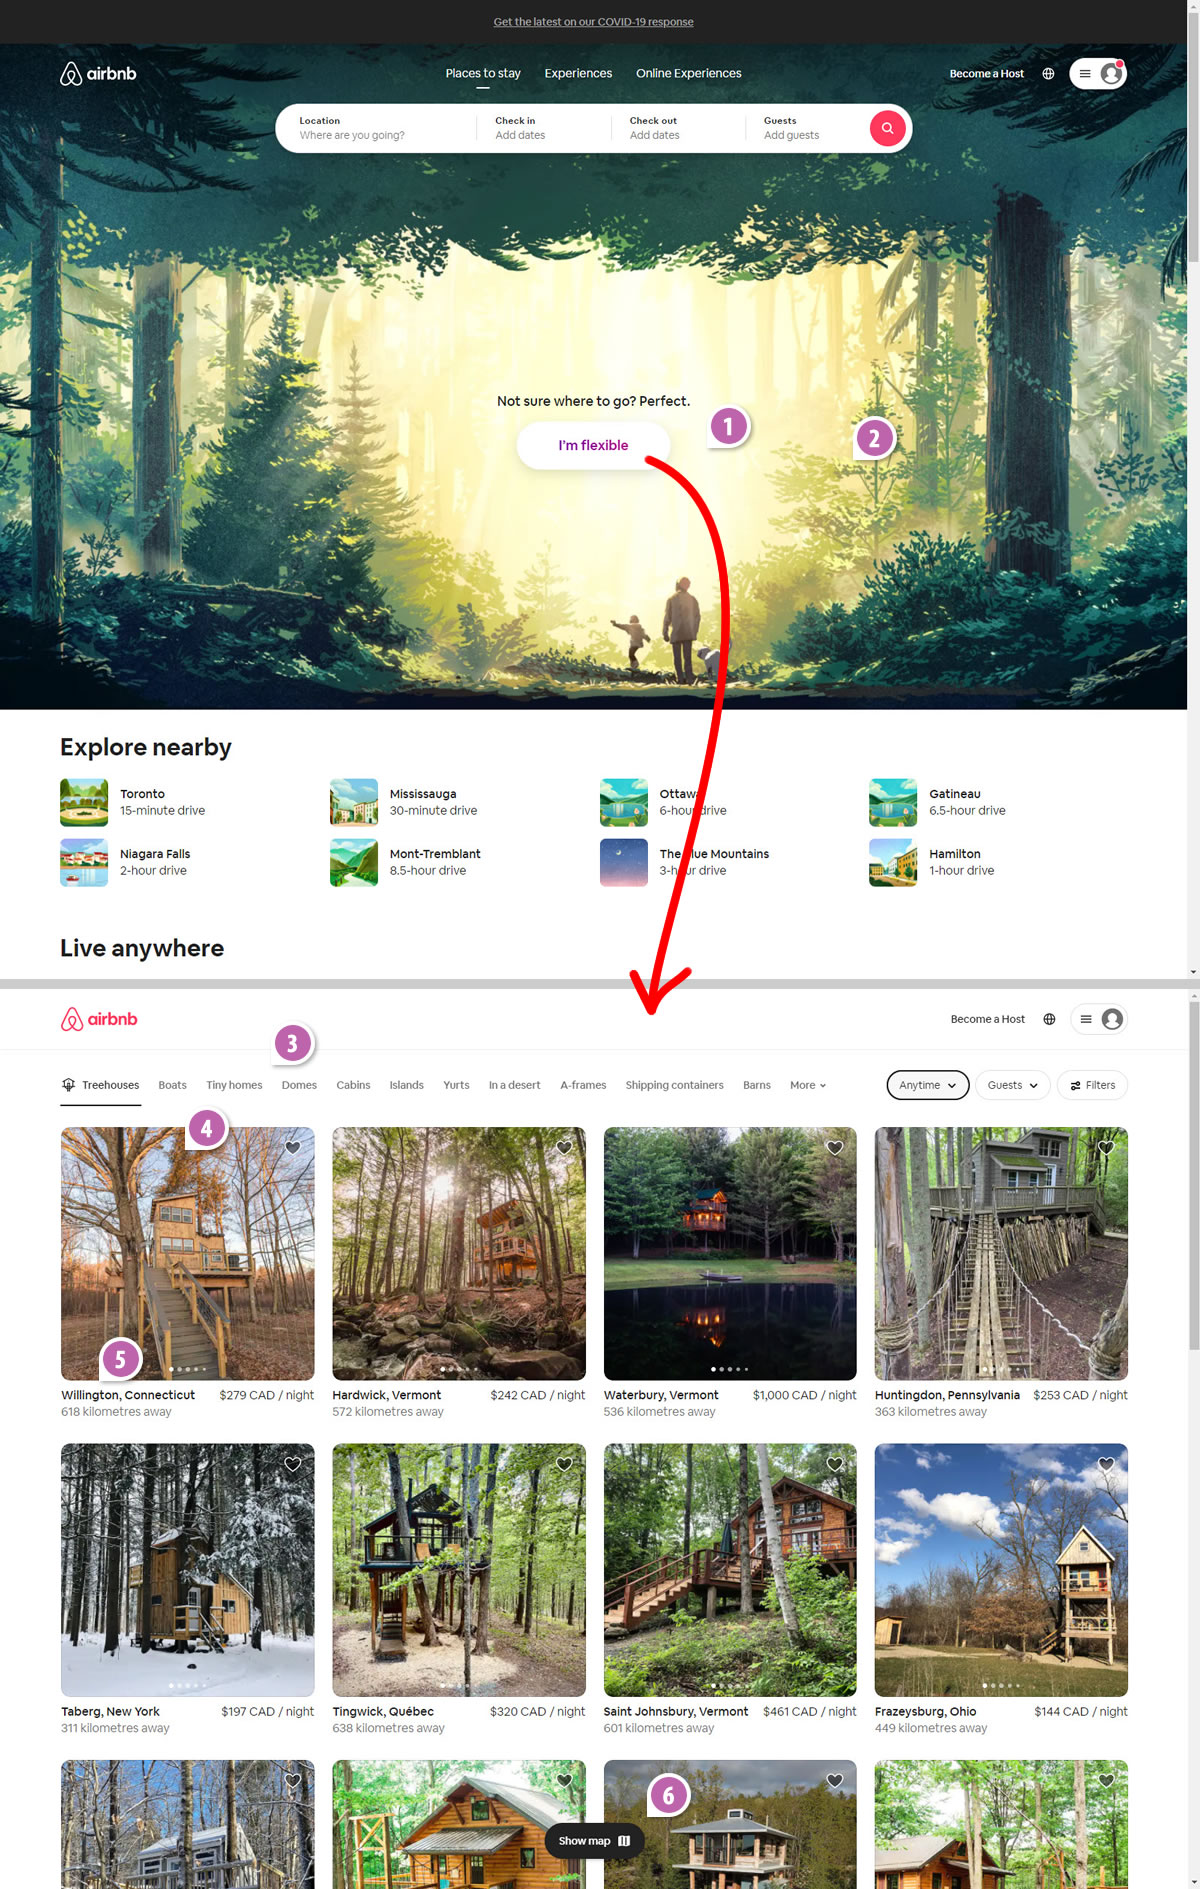 Get the latest on our COVID-19 response
airbnb
Places to stay Experiences Online Experiences
Become a Host
Location Check in Check out Guests
Where are you going? Add dates Add dates Add guests
Not sure where to go? Perfect.
1
2
I'm flexible
Explore nearby
Toronto Mississauga Ottawa Gatineau
15-minute drive 30-minute drive 6-hour drive 6.5-hour drive
Niagara Falls Mont-Tremblant The Blue Mountains Hamilton
2-hour drive 8.5-hour drive 3-hour drive 1-hour drive
Live anywhere
airbnb
Become a Host
3
Treehouses Boats Tiny homes Domes Cabins Islands Yurts In a desert A-frames Shipping containers Barns More Anytime Guests Filters
4
5
Willington, Connecticut $279 CAD / night Hardwick, Vermont $242 CAD / night Waterbury, Vermont $1,000 CAD / night Huntingdon, Pennsylvania $253 CAD / night
618 kilometres away 572 kilometres away 536 kilometres away 363 kilometres away
Taberg, New York $197 CAD / night Tingwick, Québec $320 CAD / night Saint Johnsbury, Vermont $461 CAD / night Frazeysburg, Ohio $144 CAD / night
311 kilometres away 638 kilometres away 601 kilometres away 449 kilometres away
6
Show map